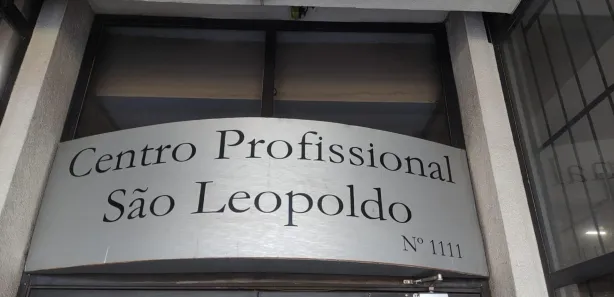 Centro Profissional
São Leopoldo
Nº 1111